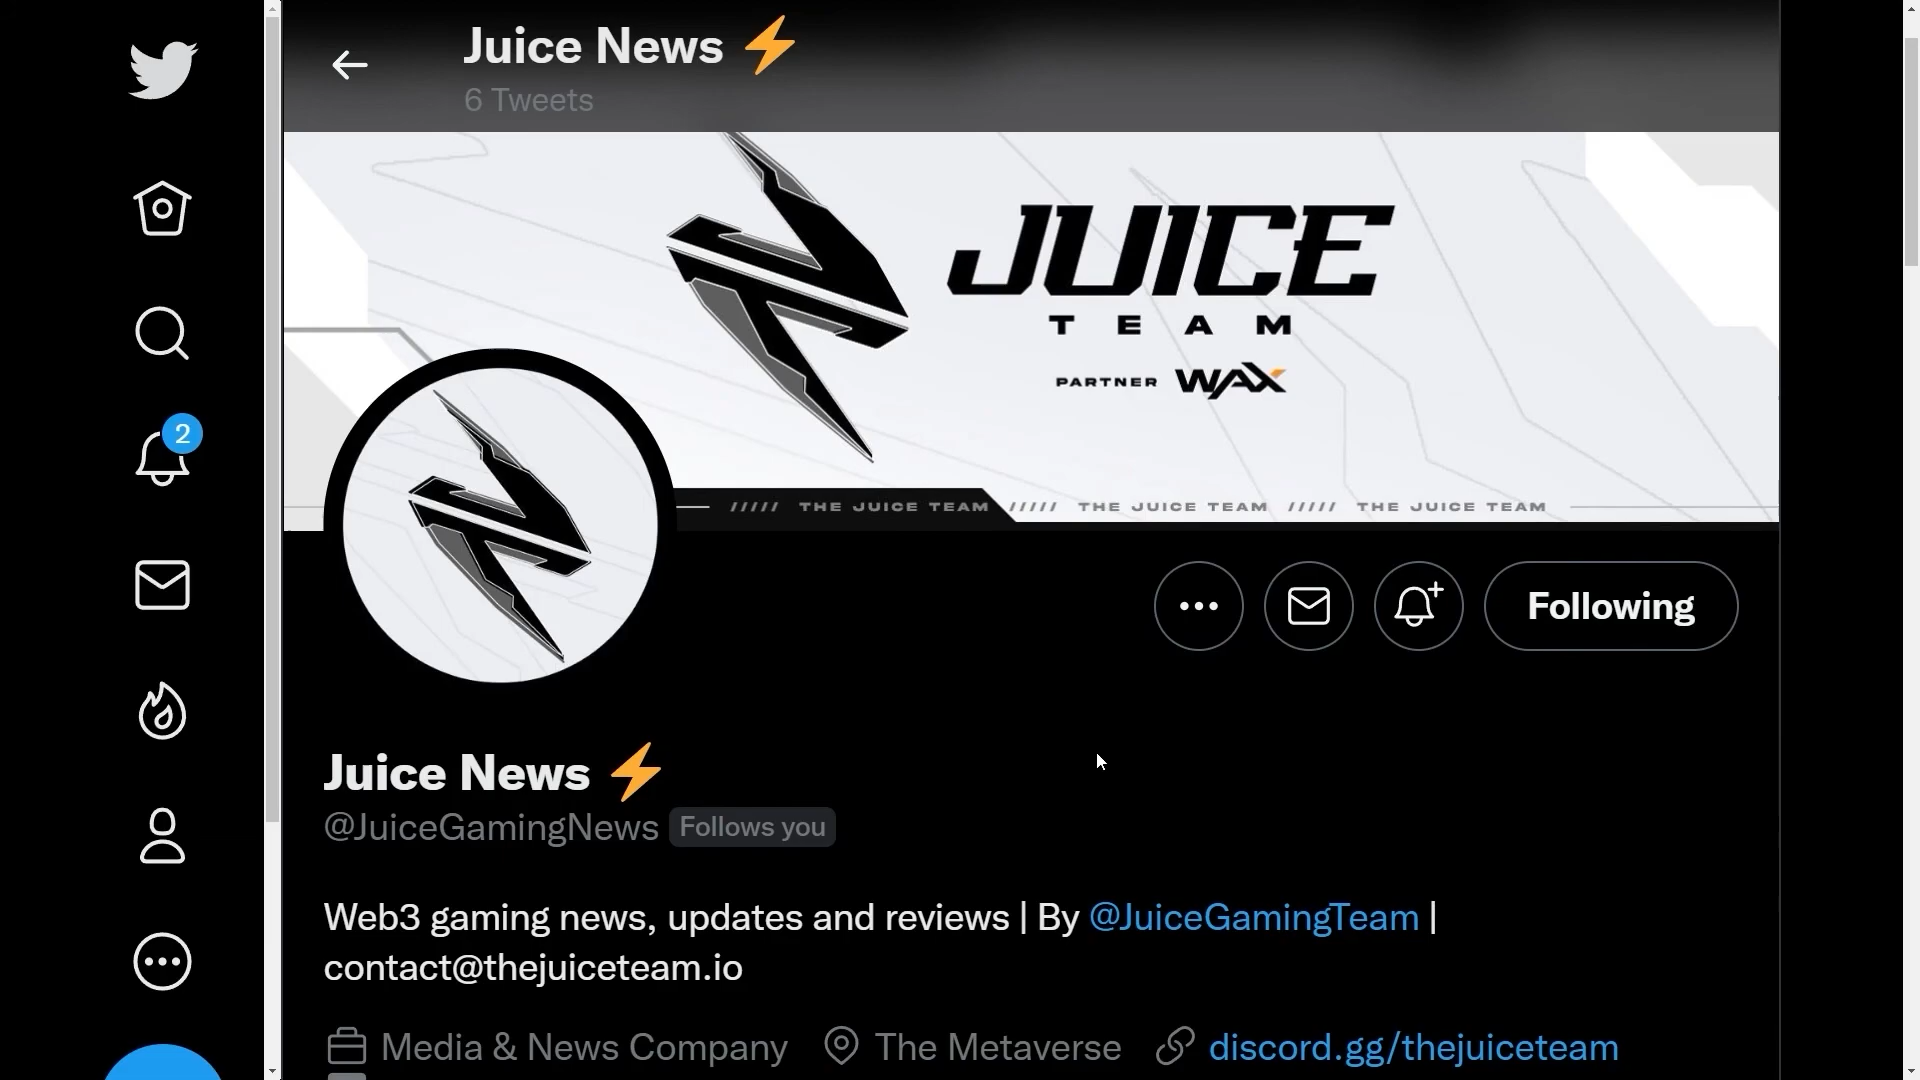 Juice News ⚡
6 Tweets
JUICE
TEAM
PARTNER WAX
///// THE JUICE TEAM ///// THE JUICE TEAM ///// THE JUICE TEAM
2
Following
Juice News ⚡
@JuiceGamingNews Follows you
Web3 gaming news, updates and reviews | By @JuiceGamingTeam |
contact@thejuiceteam.io
Media & News Company The Metaverse discord.gg/thejuiceteam